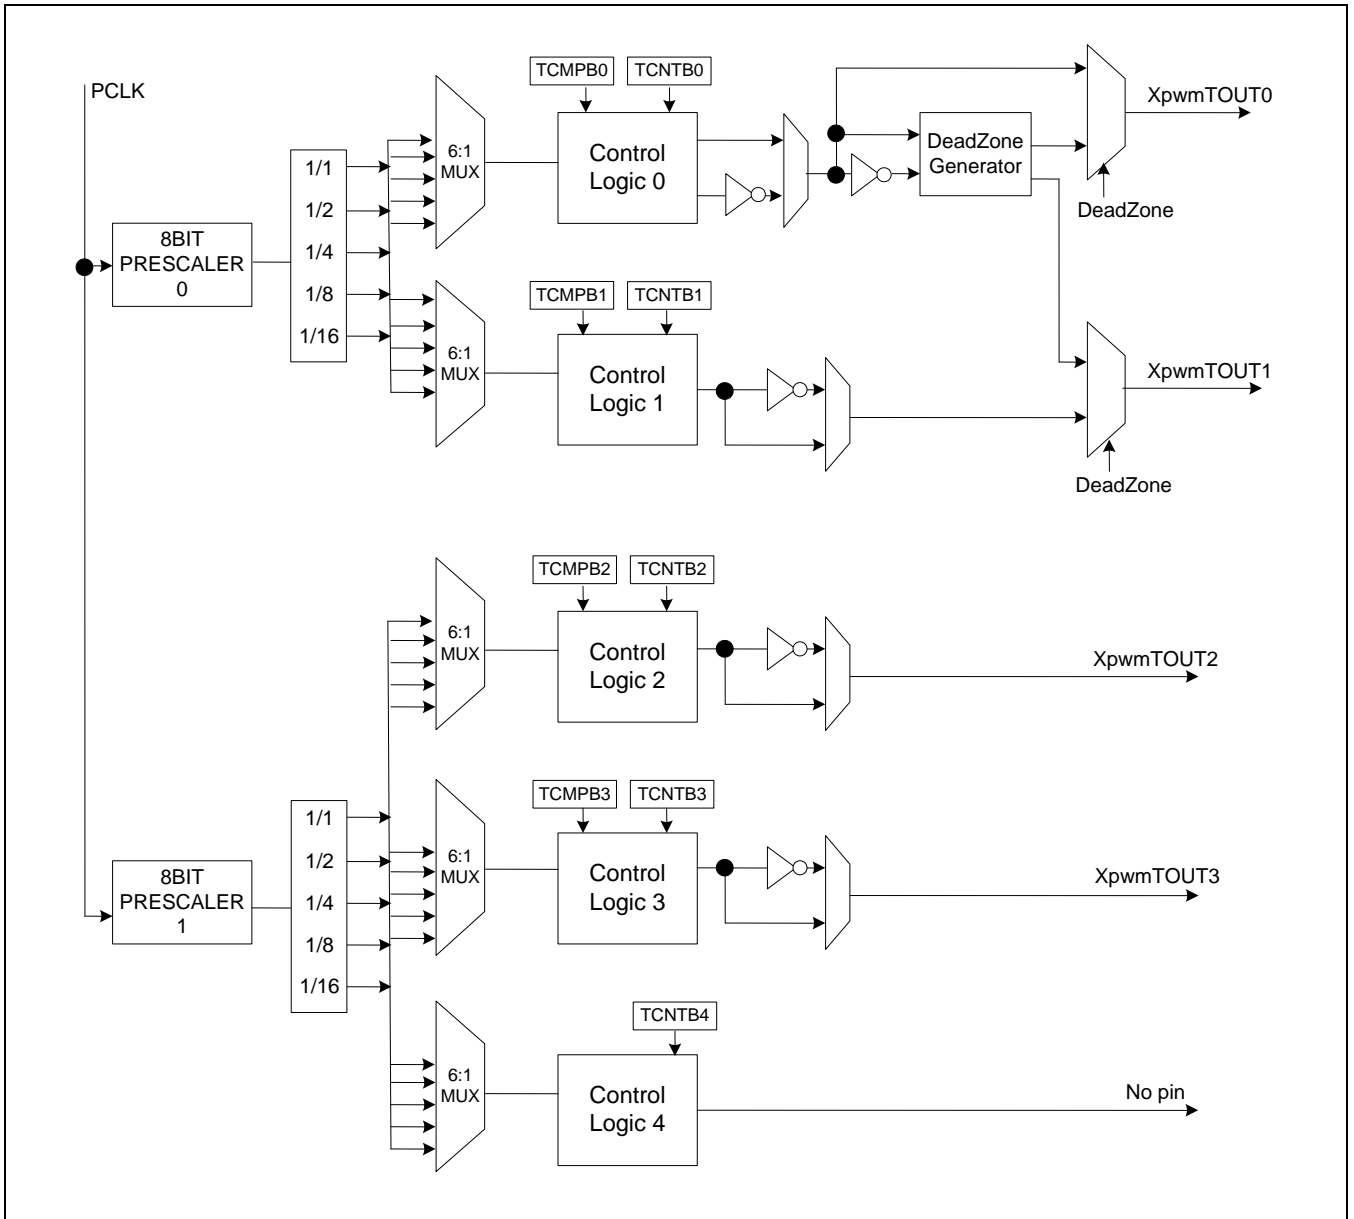 PCLK
8BIT
PRESCALER
0
1/1
1/2
1/4
1/8
1/16
6:1
MUX
TCMPB0
TCNTB0
Control
Logic 0
DeadZone
Generator
XpwmTOUT0
DeadZone
6:1
MUX
TCMPB1
TCNTB1
Control
Logic 1
XpwmTOUT1
DeadZone
6:1
MUX
TCMPB2
TCNTB2
Control
Logic 2
XpwmTOUT2
8BIT
PRESCALER
1
1/1
1/2
1/4
1/8
1/16
6:1
MUX
TCMPB3
TCNTB3
Control
Logic 3
XpwmTOUT3
6:1
MUX
TCNTB4
Control
Logic 4
No pin